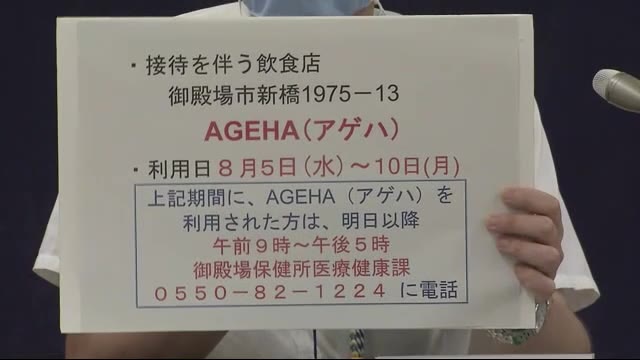 ・接待を伴う飲食店
御殿場市新橋1975－13
AGEHA（アゲハ）
・利用日８月５日（水）～10日(月)
上記期間に、AGEHA（アゲハ）を
利用された方は、明日以降
午前９時～午後５時
御殿場保健所医療健康課
０５５０－８２－１２２４ に電話